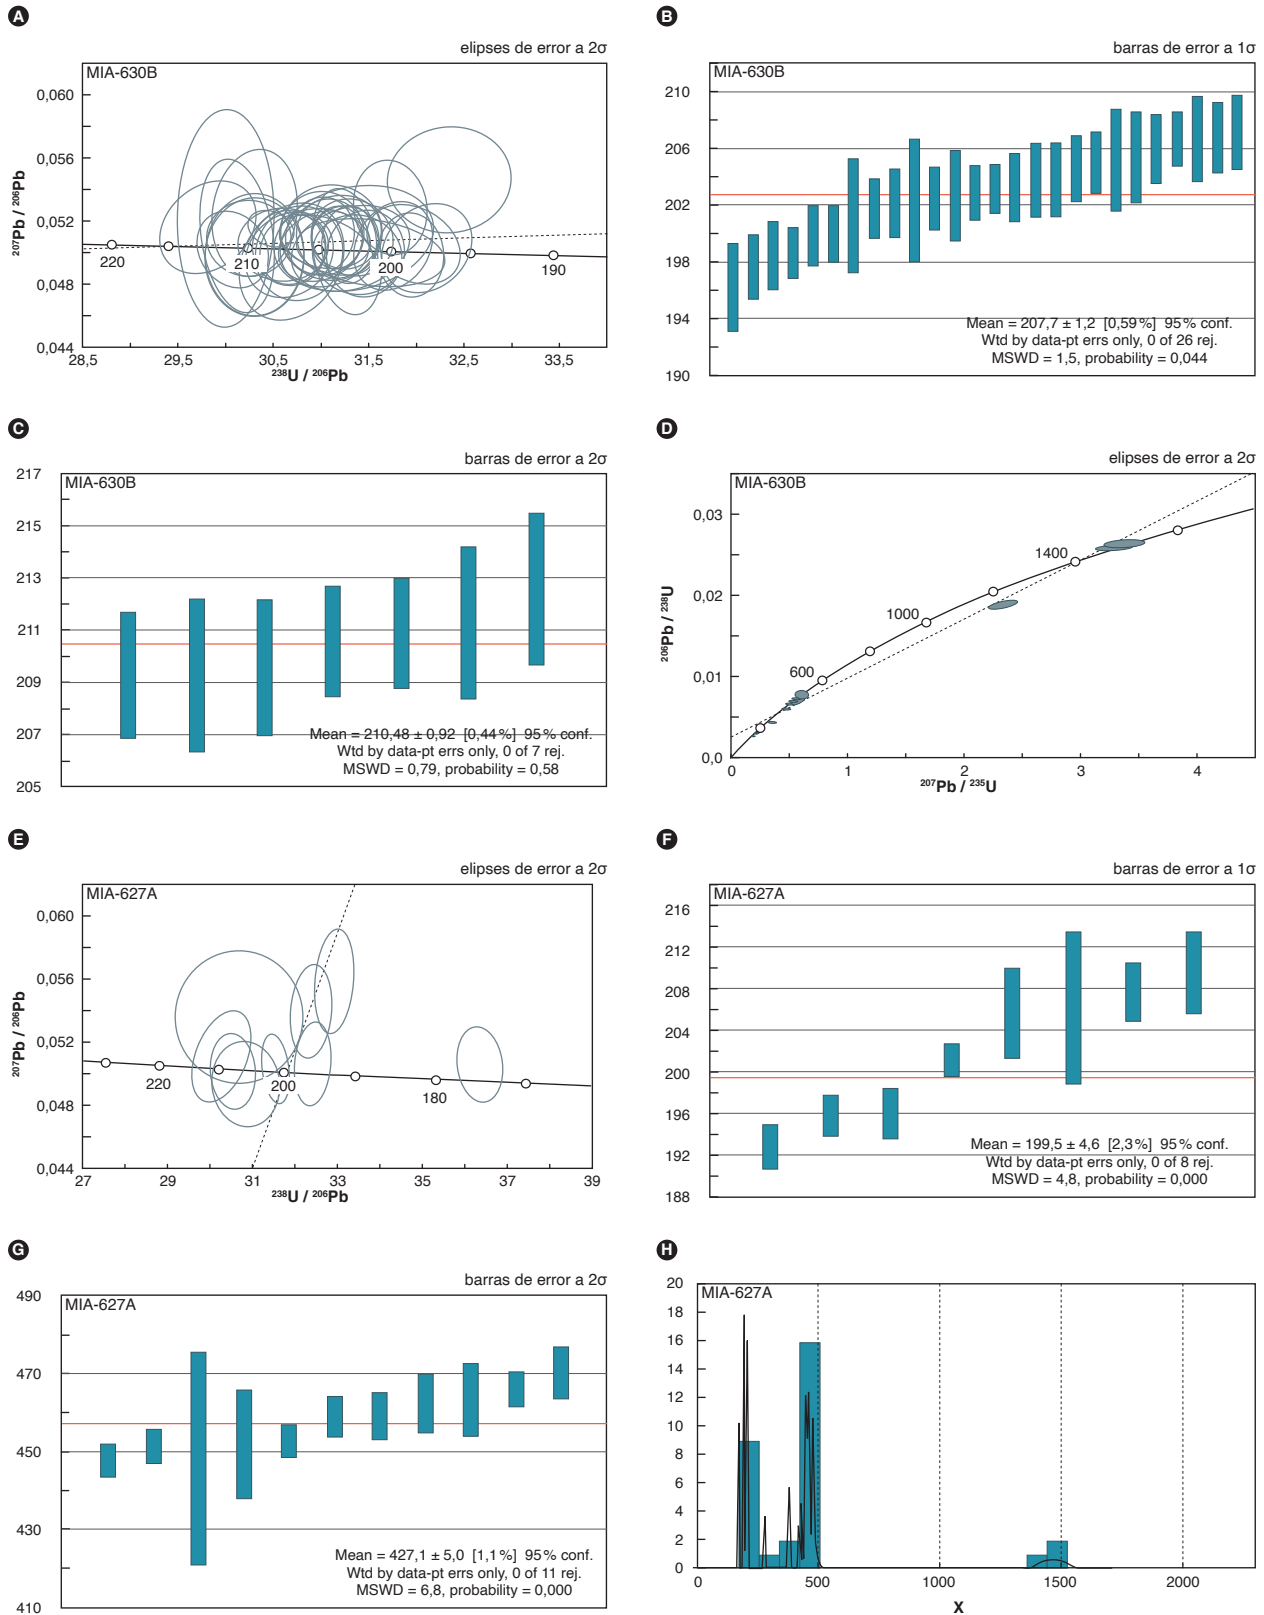 A
elipses de error a 2σ
MIA-630B
0,060
0,056
0,052
0,048
0,044
207Pb / 206Pb
220
210
200
190
28,5
29,5
30,5
31,5
32,5
33,5
238U / 206Pb
B
barras de error a 1σ
MIA-630B
210
206
202
198
194
190
Mean = 207,7 ± 1,2 [0,59 %] 95 % conf.
Wtd by data-pt errs only, 0 of 26 rej.
MSWD = 1,5, probability = 0,044
C
barras de error a 2σ
MIA-630B
217
215
213
211
209
207
205
Mean = 210,48 ± 0,92 [0,44 %] 95 % conf.
Wtd by data-pt errs only, 0 of 7 rej.
MSWD = 0,79, probability = 0,58
D
elipses de error a 2σ
MIA-630B
0,03
0,02
0,01
0,0
206Pb / 238U
1400
1000
600
0
1
2
3
4
207Pb / 235U
E
elipses de error a 2σ
MIA-627A
0,060
0,056
0,052
0,048
0,044
207Pb / 206Pb
220
200
180
27
29
31
33
35
37
39
238U / 206Pb
F
barras de error a 1σ
MIA-627A
216
212
208
204
200
196
192
188
Mean = 199,5 ± 4,6 [2,3 %] 95 % conf.
Wtd by data-pt errs only, 0 of 8 rej.
MSWD = 4,8, probability = 0,000
G
barras de error a 2σ
MIA-627A
490
470
450
430
410
Mean = 427,1 ± 5,0 [1,1 %] 95 % conf.
Wtd by data-pt errs only, 0 of 11 rej.
MSWD = 6,8, probability = 0,000
H
MIA-627A
20
18
16
14
12
10
8
6
4
2
0
0
500
1000
1500
2000
X